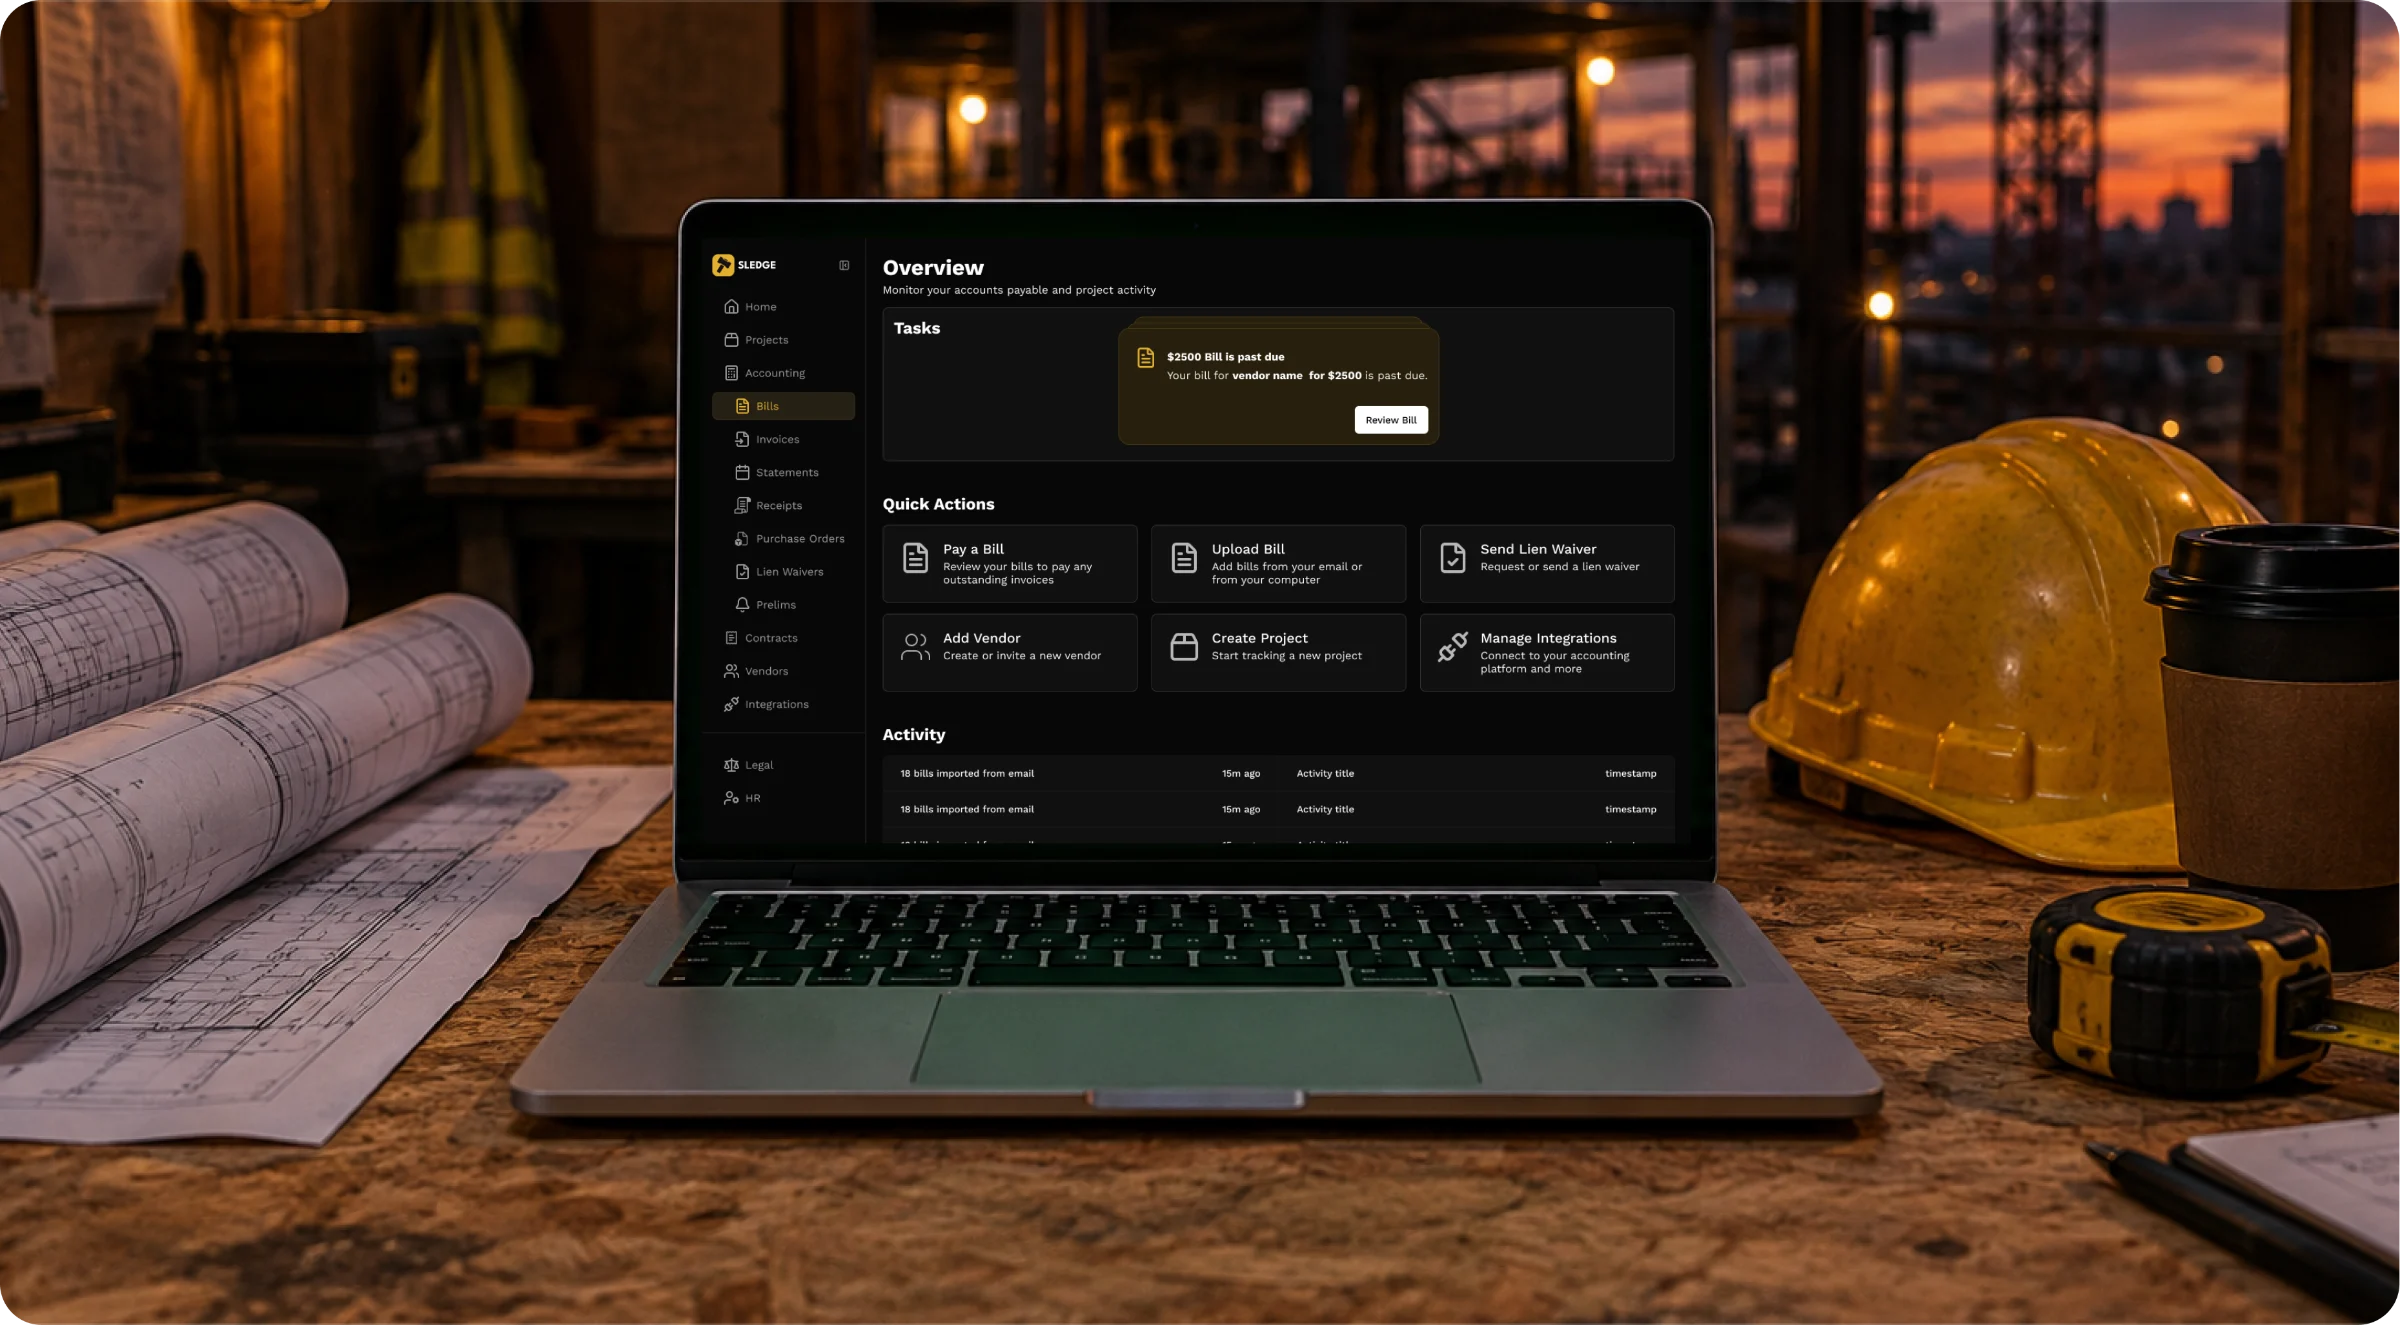 SLEDGE
Home
Projects
Accounting
Bills
Invoices
Statements
Receipts
Purchase Orders
Lien Waivers
Prelims
Contracts
Vendors
Integrations
Legal
HR
Overview
Monitor your accounts payable and project activity
Tasks
$2500 Bill is past due
Your bill for vendor name for $2500 is past due.
Review Bill
Quick Actions
Pay a Bill
Review your bills to pay any
outstanding invoices
Upload Bill
Add bills from your email or
from your computer
Send Lien Waiver
Request or send a lien waiver
Add Vendor
Create or invite a new vendor
Create Project
Start tracking a new project
Manage Integrations
Connect to your accounting
platform and more
Activity
18 bills imported from email 15m ago
Activity title timestamp
18 bills imported from email 15m ago
Activity title timestamp